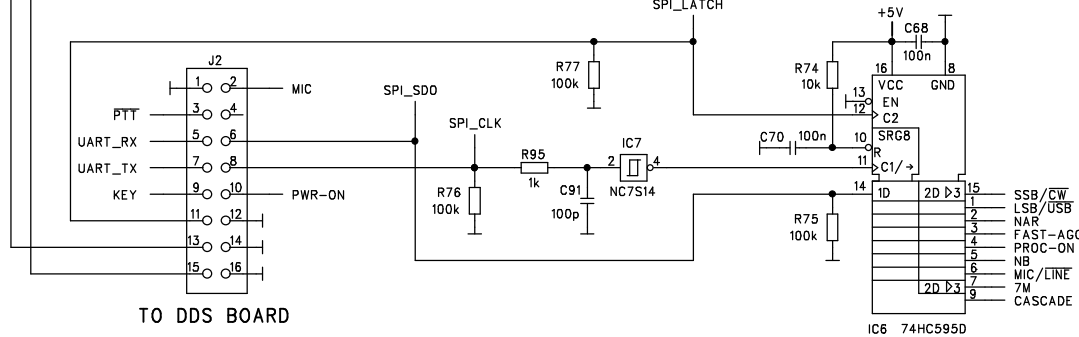 SPI_LATCH
+5V
C68
100n
J2
R77
100k
R74
10k
16
8
VCC
GND
1
2
MIC
SPI_SDO
13
EN
PTT
3
4
12
C2
SPI_CLK
C70
100n
UART_RX
5
6
IC7
10
R
SRG8
R95
2
4
11
C1/→
UART_TX
7
8
1k
NC7S14
KEY
9
10
PWR-ON
R76
100k
C91
100p
14
1D
2D ▷3
15
SSB/CW
1
LSB/USB
11
12
R75
100k
2
NAR
3
FAST-AGC
13
14
4
PROC-ON
5
NB
15
16
6
MIC/LINE
2D ▷3
7
7M
9
CASCADE
TO DDS BOARD
IC6 74HC595D